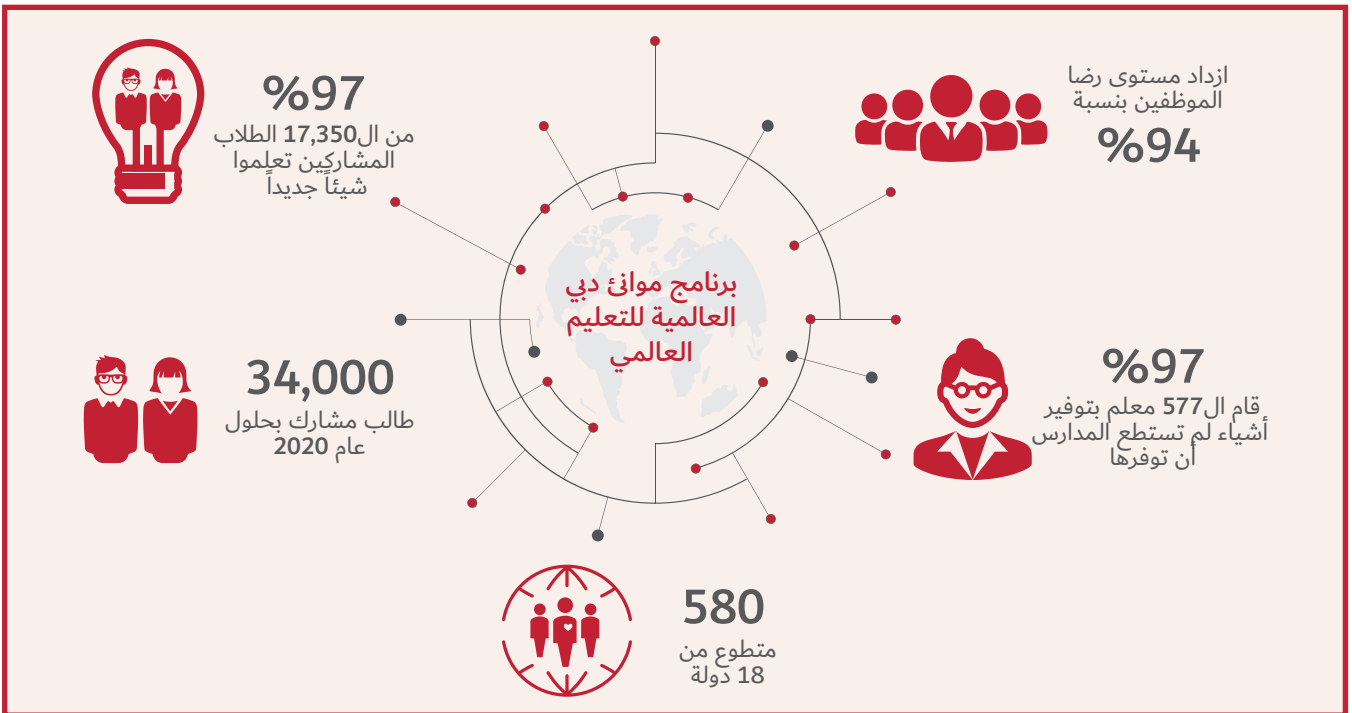 ازداد مستوى رضا
الموظفين بنسبة
%94
%97
من ال17,350 الطلاب
المشاركين تعلموا
شيئاً جديداً
برنامج موانئ دبي
العالمية للتعليم
العالمي
%97
قام ال577 معلم بتوفير
أشياء لم تستطع المدارس
أن توفرها
34,000
طالب مشارك بحلول
عام 2020
580
متطوع من
18 دولة